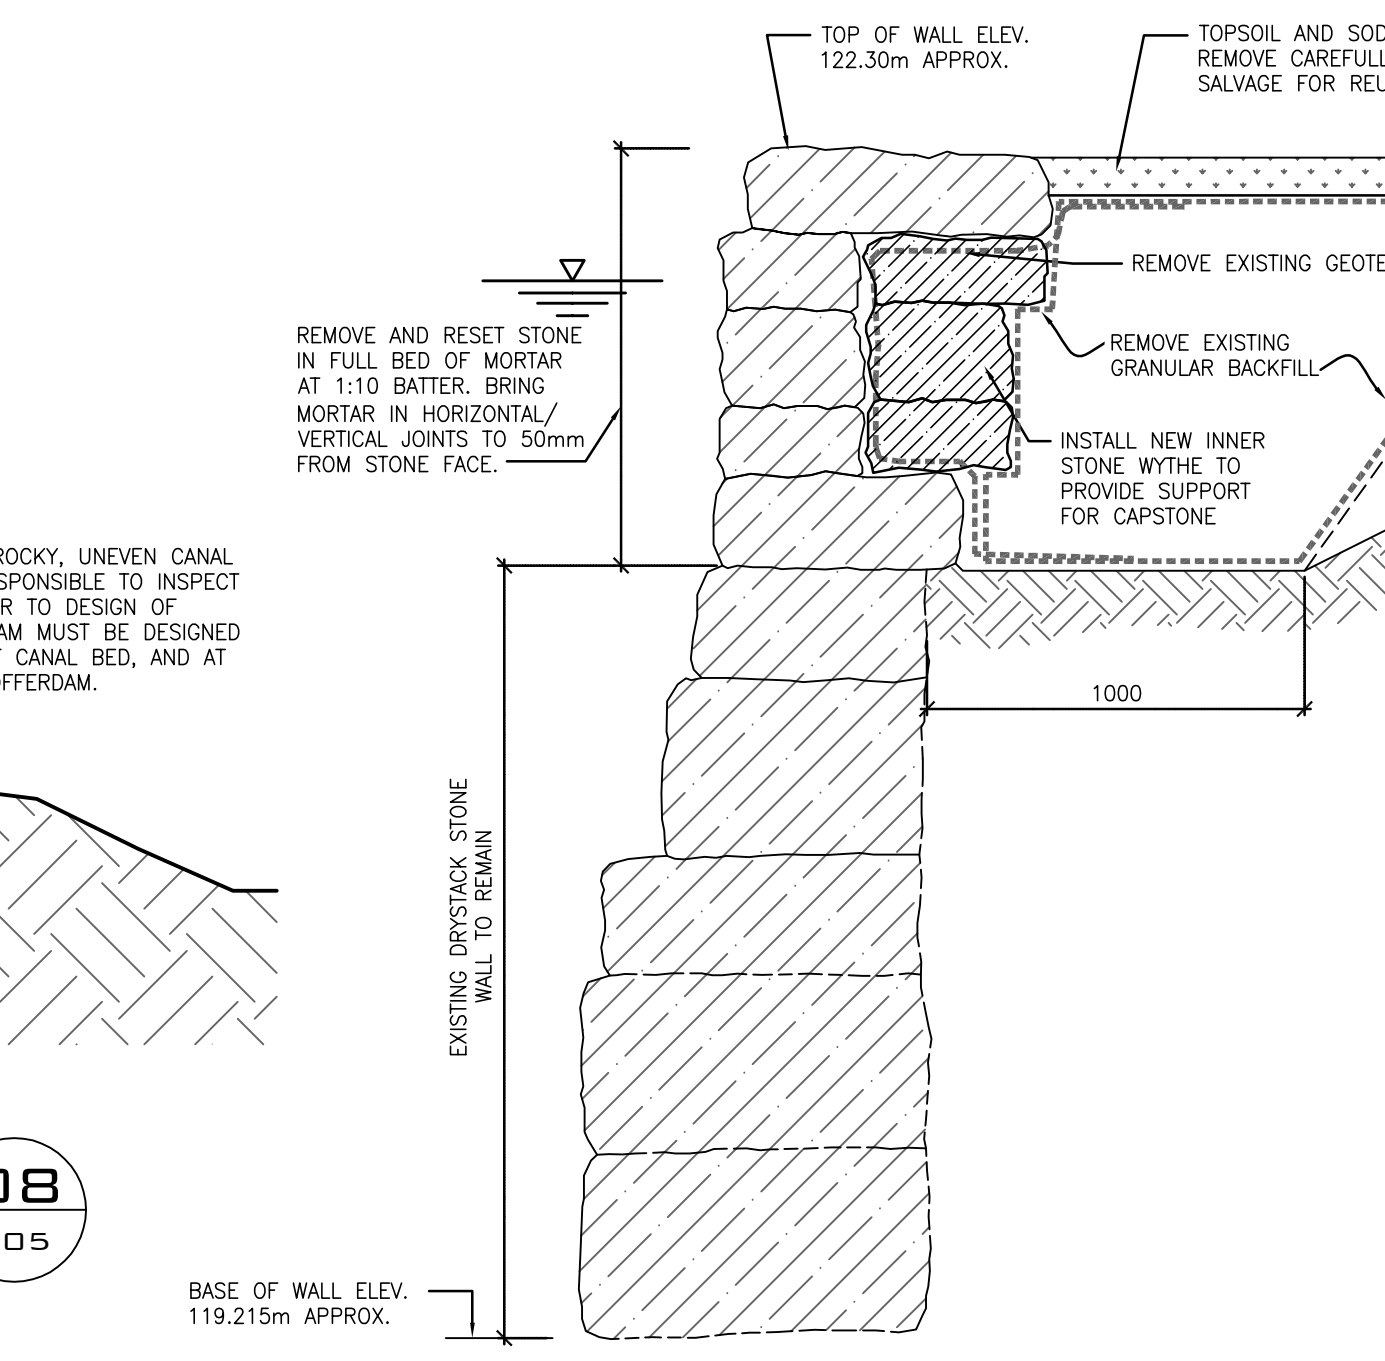 TOP OF WALL ELEV.
122.30m APPROX.
TOPSOIL AND SOD
REMOVE CAREFULL
SALVAGE FOR REU
REMOVE EXISTING GEOTE
REMOVE AND RESET STONE
IN FULL BED OF MORTAR
AT 1:10 BATTER. BRING
MORTAR IN HORIZONTAL/
VERTICAL JOINTS TO 50mm
FROM STONE FACE.
REMOVE EXISTING
GRANULAR BACKFILL
INSTALL NEW INNER
STONE WYTHE TO
PROVIDE SUPPORT
FOR CAPSTONE
ROCKY, UNEVEN CANAL
SPONSIBLE TO INSPECT
R TO DESIGN OF
AM MUST BE DESIGNED
CANAL BED, AND AT
OFFERDAM.
1000
EXISTING DRYSTACK STONE
WALL TO REMAIN
08
05
BASE OF WALL ELEV.
119.215m APPROX.